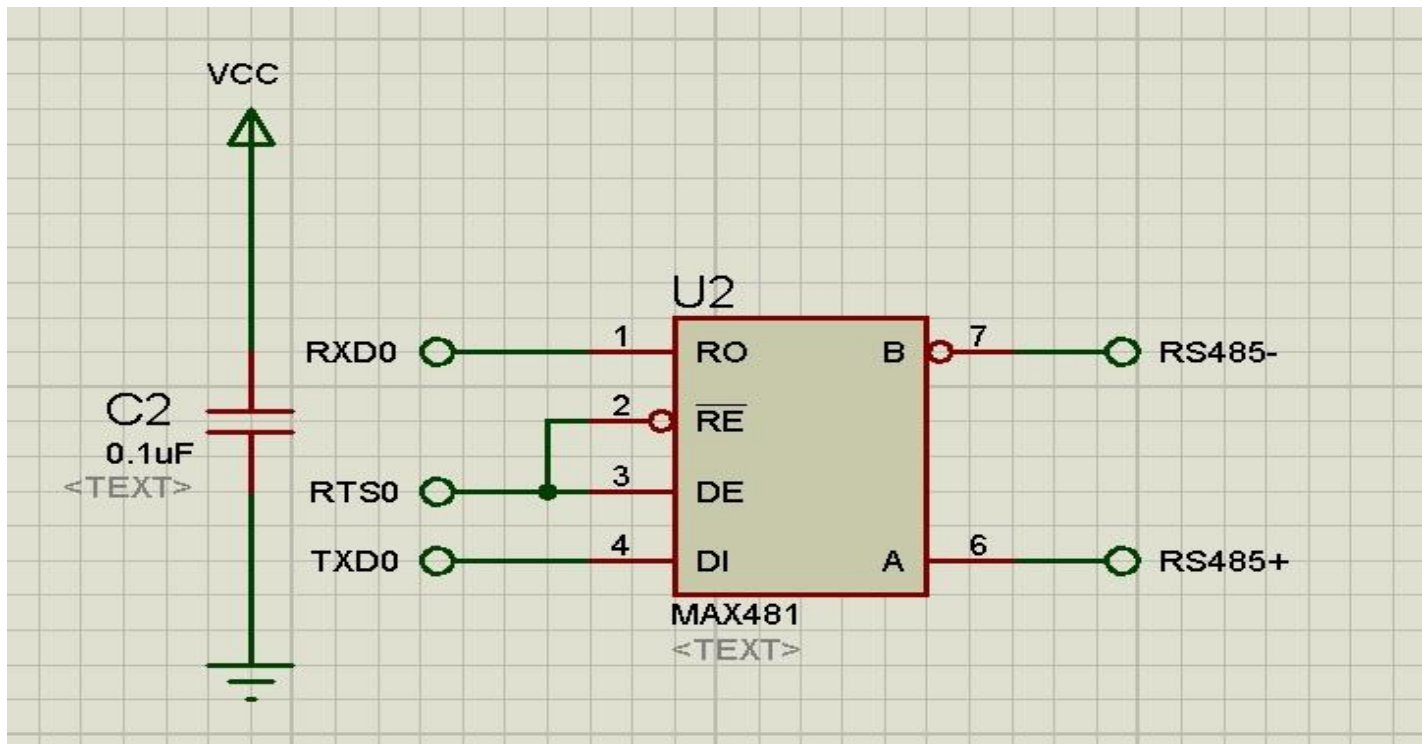 VCC
C2
0.1uF
<TEXT>
RXD0
RTS0
TXD0
U2
1
2
3
4
RO
RE
DE
DI
B
A
7
6
MAX481
<TEXT>
RS485-
RS485+